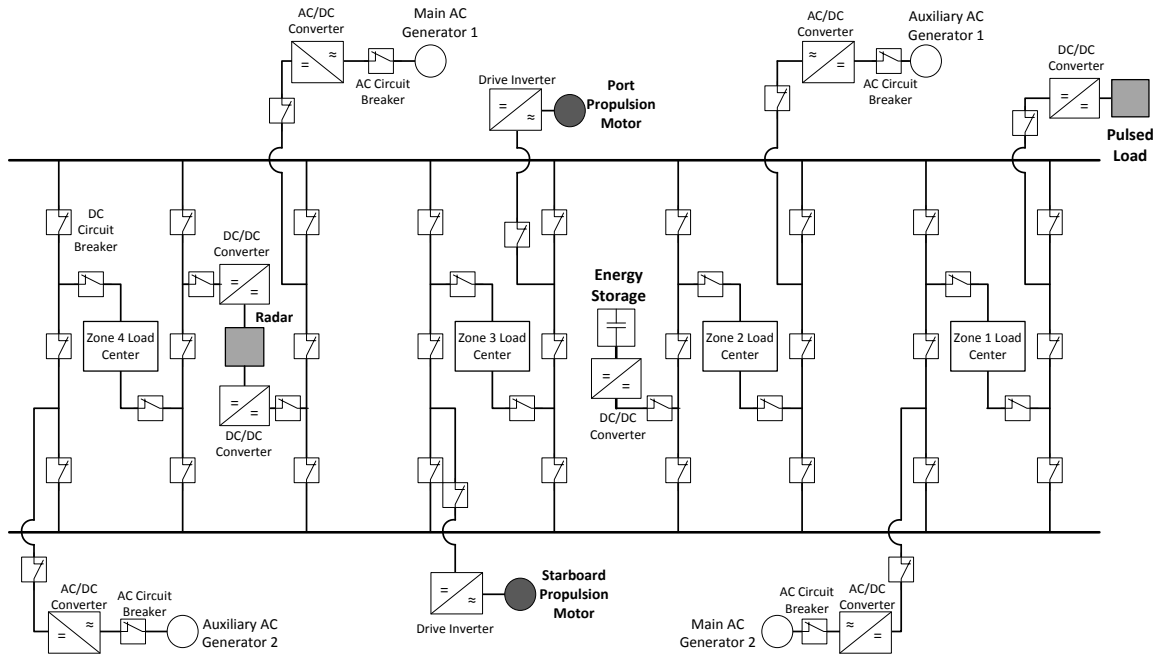 AC/DC
Converter
Main AC
Generator 1
AC Circuit
Breaker
Drive Inverter
Port
Propulsion
Motor
AC/DC
Converter
Auxiliary AC
Generator 1
AC Circuit
Breaker
DC/DC
Converter
Pulsed
Load
DC
Circuit
Breaker
DC/DC
Converter
Radar
Energy
Storage
Zone 4 Load
Center
Zone 3 Load
Center
Zone 2 Load
Center
Zone 1 Load
Center
DC/DC
Converter
DC/DC
Converter
AC/DC
Converter
AC Circuit
Breaker
Auxiliary AC
Generator 2
Drive Inverter
Starboard
Propulsion
Motor
Main AC
Generator 2
AC Circuit
Breaker
AC/DC
Converter